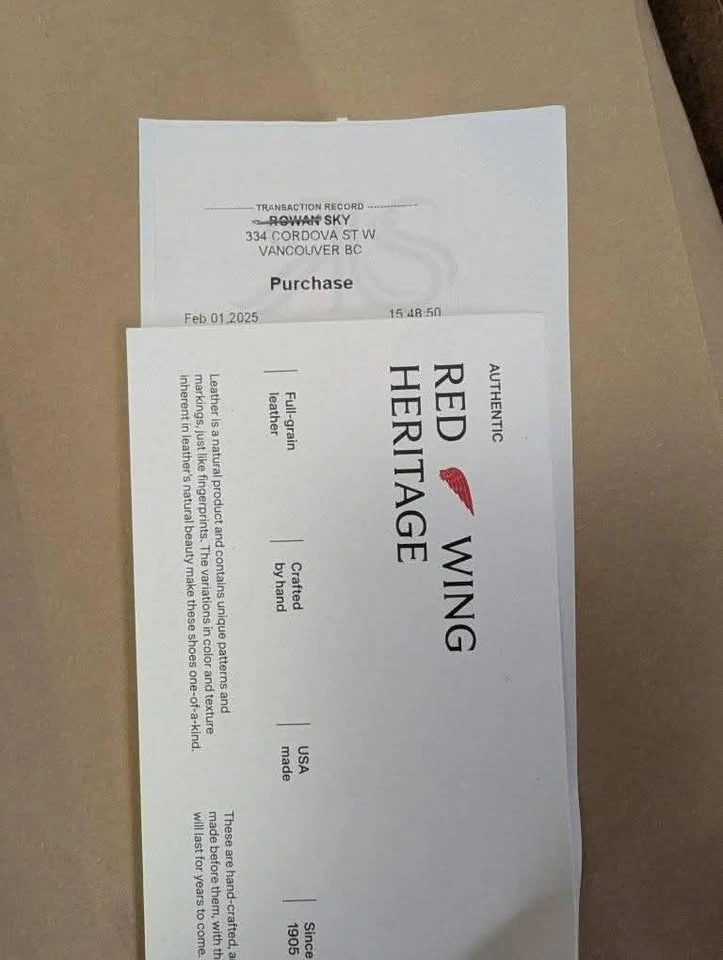 TRANSACTION RECORD
ROWAN SKY
334 CORDOVA ST W
VANCOUVER BC
Purchase
Feb 01,2025 15:48:50
AUTHENTIC
RED WING
HERITAGE
Full-grain
leather
Crafted
by hand
USA
made
Since
1905
Leather is a natural product and contains unique patterns and
markings, just like fingerprints. The variations in color and texture
inherent in leather's natural beauty make these shoes one-of-a-kind.
These are hand-crafted, a
made before them, with th
will last for years to come.